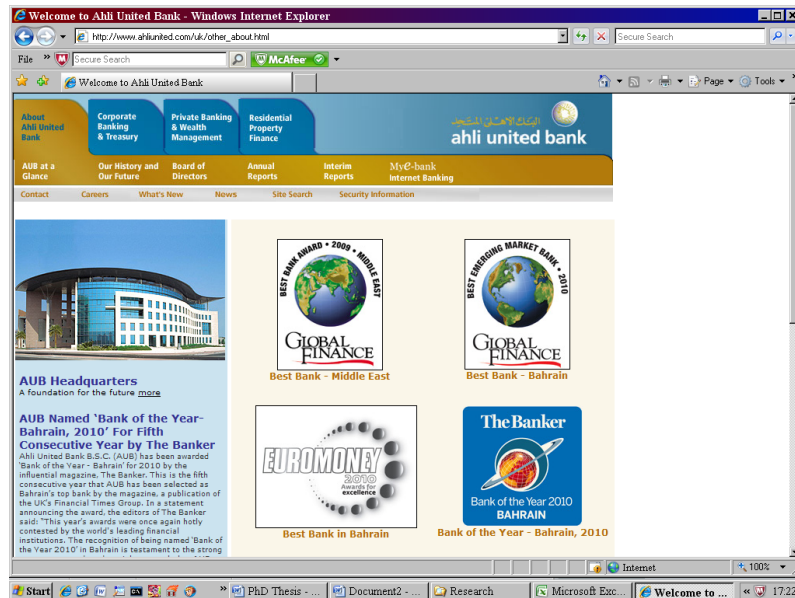 Welcome to Ahli United Bank - Windows Internet Explorer
http://www.ahliunited.com/uk/other_about.html
Secure Search
File » Secure Search McAfee
Welcome to Ahli United Bank
Page Tools »
About Ahli United Bank
Corporate Banking & Treasury
Private Banking & Wealth Management
Residential Property Finance
البنك الأهلي المتحد
ahli united bank
AUB at a Glance
Our History and Our Future
Board of Directors
Annual Reports
Interim Reports
Mye-bank Internet Banking
Contact Careers What's New News Site Search Security Information
BEST BANK AWARD • 2009 • MIDDLE EAST
GLOBAL FINANCE
Best Bank - Middle East
BEST EMERGING MARKET BANK • 2010
GLOBAL FINANCE
Best Bank - Bahrain
AUB Headquarters
A foundation for the future more
AUB Named ‘Bank of the Year-
Bahrain, 2010’ For Fifth
Consecutive Year by The Banker
Ahli United Bank B.S.C. (AUB) has been awarded
'Bank of the Year - Bahrain' for 2010 by the
influential magazine, The Banker. This is the fifth
consecutive year that AUB has been selected as
Bahrain's top bank by the magazine, a publication of
the UK's Financial Times Group. In a statement
announcing the award, the editors of The Banker
said: "This year's awards were once again hotly
contested by the world's leading financial
institutions. The recognition of being named 'Bank of
the Year 2010' in Bahrain is testament to the strong
EUROMONEY
2010
Awards for
excellence
Best Bank in Bahrain
The Banker
Bank of the Year 2010
BAHRAIN
Bank of the Year - Bahrain, 2010
Internet 100%
Start » PhD Thesis - ... Document2 - ... Research Microsoft Exc... Welcome to ... « 17:22